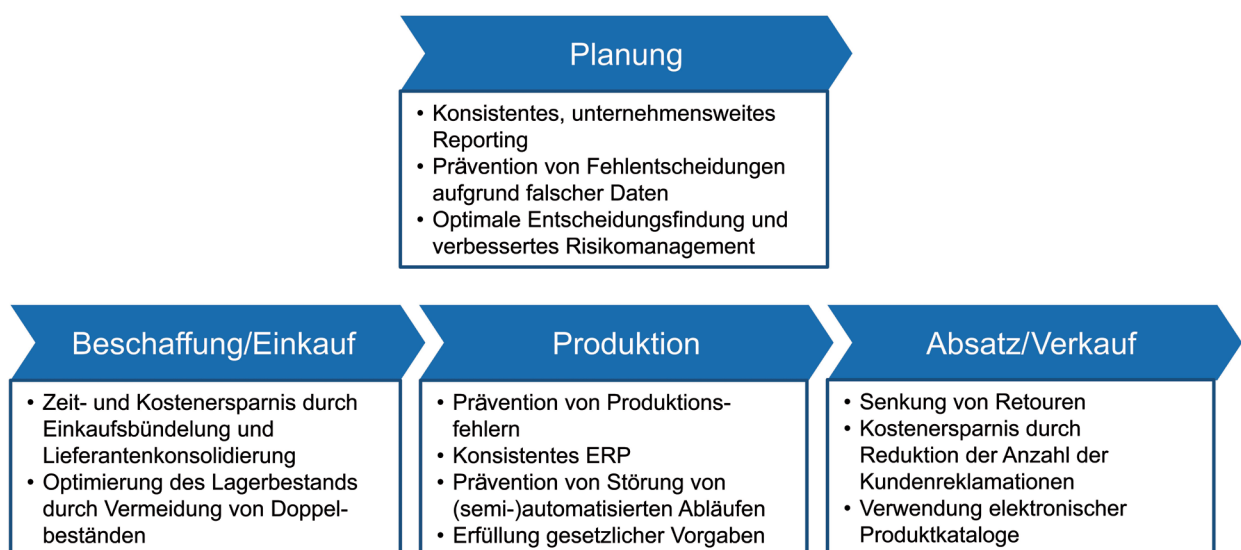 Planung
• Konsistentes, unternehmensweites
Reporting
• Prävention von Fehlentscheidungen
aufgrund falscher Daten
• Optimale Entscheidungsfindung und
verbessertes Risikomanagement
Beschaffung/Einkauf
• Zeit- und Kostenersparnis durch
Einkaufsbündelung und
Lieferantenkonsolidierung
• Optimierung des Lagerbestands
durch Vermeidung von Doppel-
beständen
Produktion
• Prävention von Produktions-
fehlern
• Konsistentes ERP
• Prävention von Störung von
(semi-)automatisierten Abläufen
• Erfüllung gesetzlicher Vorgaben
Absatz/Verkauf
• Senkung von Retouren
• Kostenersparnis durch
Reduktion der Anzahl der
Kundenreklamationen
• Verwendung elektronischer
Produktkataloge